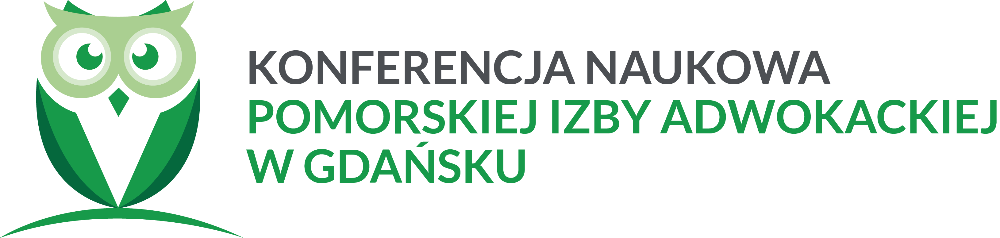 KONFERENCJA NAUKOWA
POMORSKIEJ IZBY ADWOKACKIEJ
W GDAŃSKU